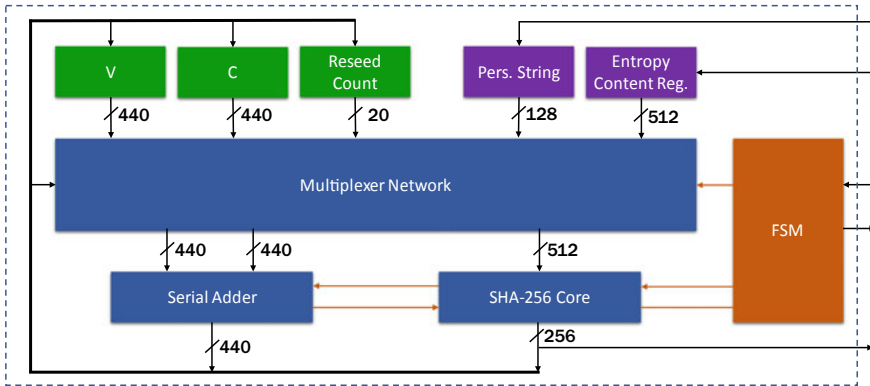 V
C
Reseed
Count
Pers. String
Entropy
Content Reg.
440
440
20
128
512
Multiplexer Network
FSM
440
440
512
Serial Adder
SHA-256 Core
440
256